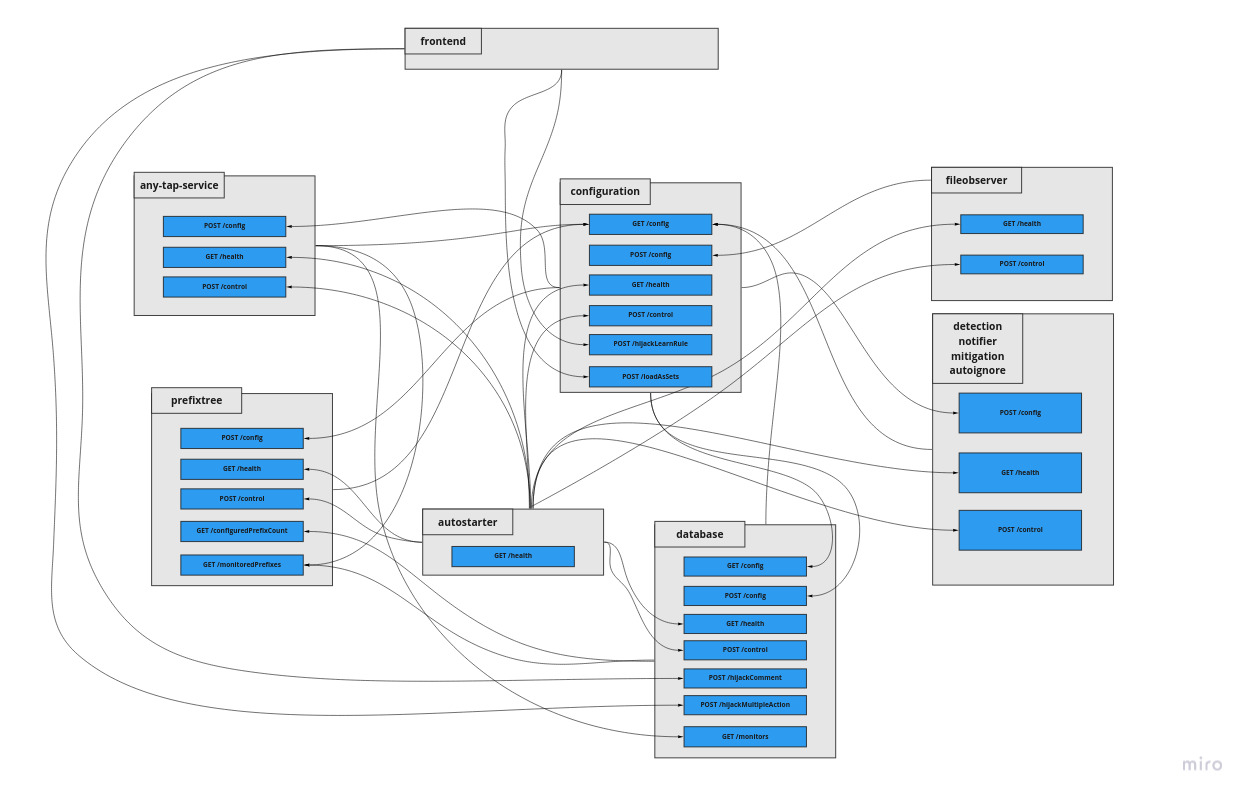 frontend
any-tap-service
POST /config
GET /health
POST /control
configuration
GET /config
POST /config
GET /health
POST /control
POST /hijackLearnRule
POST /loadAsSets
fileobserver
GET /health
POST /control
detection
notifier
mitigation
autoignore
POST /config
GET /health
POST /control
prefixtree
POST /config
GET /health
POST /control
GET /configuredPrefixCount
GET /monitoredPrefixes
autostarter
GET /health
database
GET /config
POST /config
GET /health
POST /control
POST /hijackComment
POST /hijackMultipleAction
GET /monitors
miro